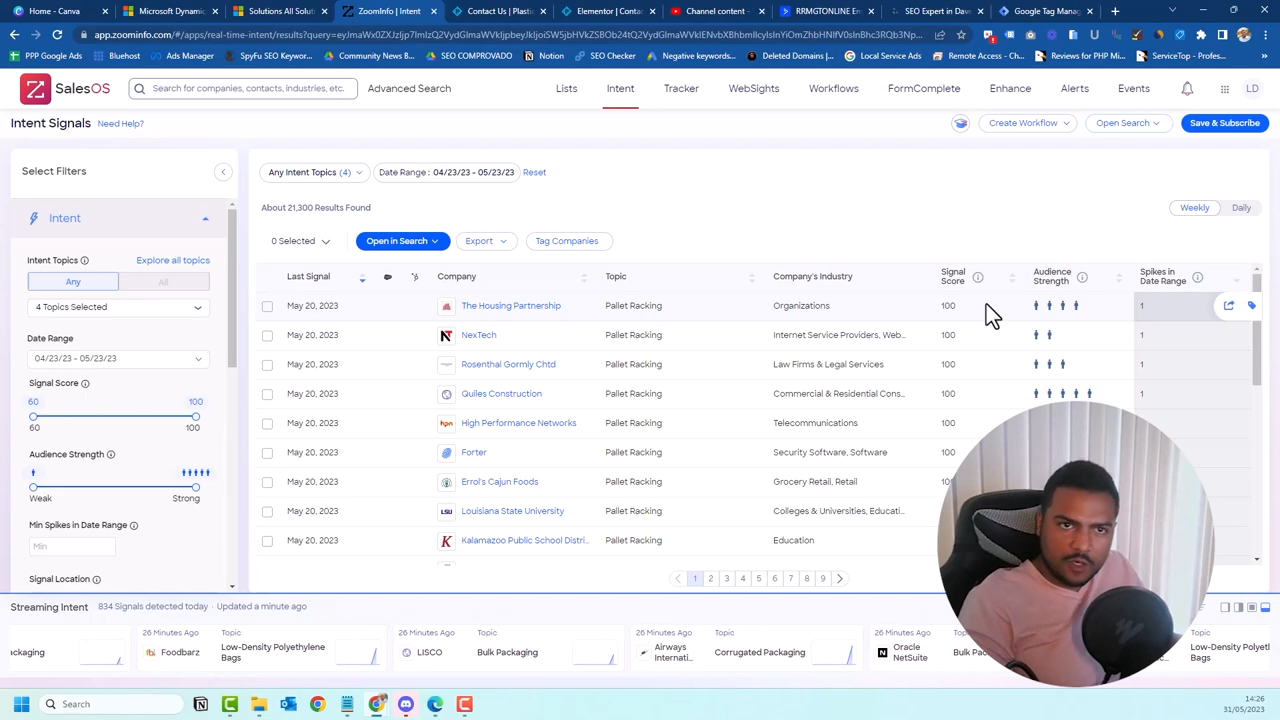 Home - Canva
Microsoft Dynamic
Solutions All Soluti
ZoomInfo | Intent
Contact Us | Plastic
Elementor | Contac
Channel content -
RRMGTONLINE En
SEO Expert in Dave
Google Tag Manag
app.zoominfo.com/#/apps/real-time-intent/results?query=
PPP Google Ads
Bluehost
Ads Manager
SpyFu SEO Keyword...
Google Drive
SEO COMPROVADO
Notion
SEO Checker
Negative keywords...
Deleted Domains |...
Local Service Ads
Remote Access - Ch...
Reviews for PHP Mi...
ServiceTop - Profes...
SalesOS
Search for companies, contacts, industries, etc.
Advanced Search
Lists
Intent
Tracker
WebSights
Workflows
FormComplete
Enhance
Alerts
Events
LD
Intent Signals
Need Help?
Create Workflow
Open Search
Save & Subscribe
Select Filters
Intent
Intent Topics
Explore all topics
Any
All
4 Topics Selected
Date Range
04/23/23 - 05/23/23
Signal Score
60 100
60 100
Audience Strength
Weak Strong
Min Spikes in Date Range
Min
Signal Location
Any Intent Topics (4)
Date Range : 04/23/23 - 05/23/23
Reset
About 21,300 Results Found
Weekly Daily
0 Selected
Open in Search
Export
Tag Companies
Last Signal Company Topic Company's Industry Signal Score Audience Strength Spikes in Date Range
May 20, 2023 The Housing Partnership Pallet Racking Organizations 100 1
May 20, 2023 NexTech Pallet Racking Internet Service Providers, Web... 100 1
May 20, 2023 Rosenthal Gormly Chtd Pallet Racking Law Firms & Legal Services 100 1
May 20, 2023 Quiles Construction Pallet Racking Commercial & Residential Cons... 100 1
May 20, 2023 High Performance Networks Pallet Racking Telecommunications 100
May 20, 2023 Forter Pallet Racking Security Software, Software 100
May 20, 2023 Errol's Cajun Foods Pallet Racking Grocery Retail, Retail 100
May 20, 2023 LSU Louisiana State University Pallet Racking Colleges & Universities, Educati...
May 20, 2023 Kalamazoo Public School Distri... Pallet Racking Education
1 2 3 4 5 6 7 8 9
Streaming Intent
834 Signals detected today · Updated a minute ago
ackaging
26 Minutes Ago Topic
Foodbarz Low-Density Polyethylene Bags
26 Minutes Ago Topic
LISCO Bulk Packaging
26 Minutes Ago Topic
Airways Internati... Corrugated Packaging
26 Minutes Ago Topic
Oracle NetSuite
Topic
Low-Density Polyetl
Bags
Search
14:26
31/05/2023